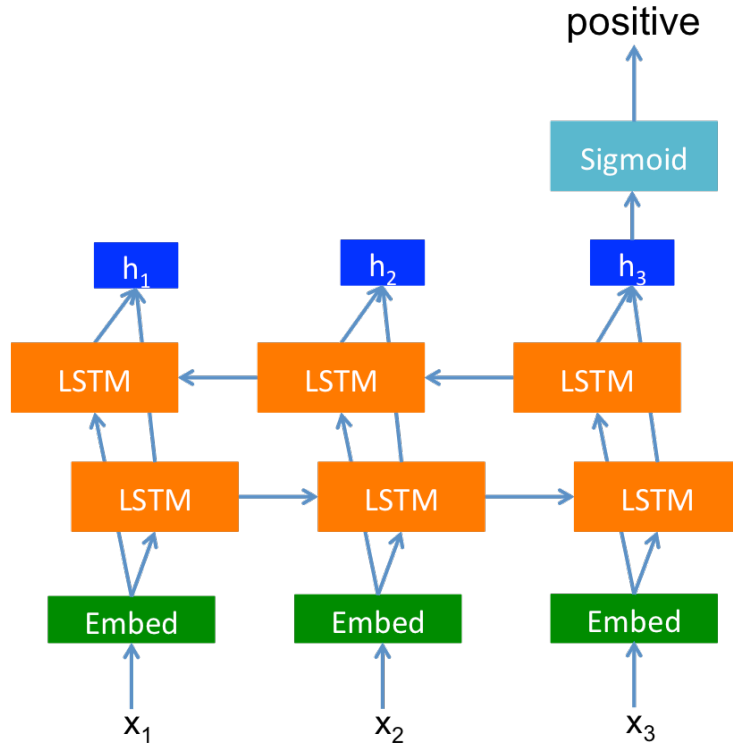 positive
Sigmoid
h₁ h₂ h₃
LSTM LSTM LSTM
LSTM LSTM LSTM
Embed Embed Embed
x₁ x₂ x₃